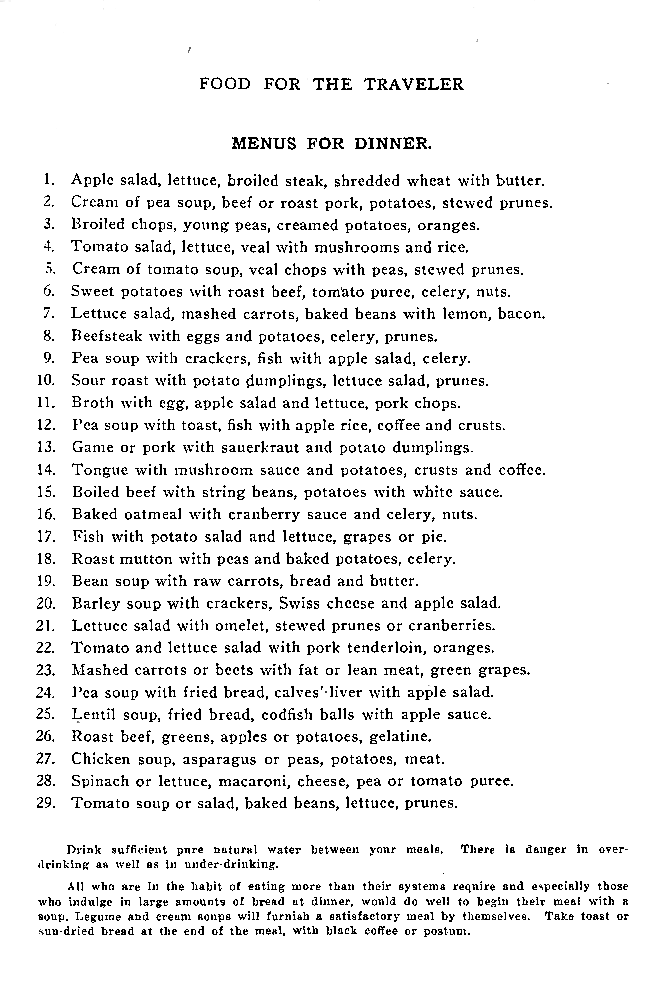 FOOD FOR THE TRAVELER
MENUS FOR DINNER.
1. Apple salad, lettuce, broiled steak, shredded wheat with butter.
2. Cream of pea soup, beef or roast pork, potatoes, stewed prunes.
3. Broiled chops, young peas, creamed potatoes, oranges.
4. Tomato salad, lettuce, veal with mushrooms and rice.
5. Cream of tomato soup, veal chops with peas, stewed prunes.
6. Sweet potatoes with roast beef, tomato puree, celery, nuts.
7. Lettuce salad, mashed carrots, baked beans with lemon, bacon.
8. Beefsteak with eggs and potatoes, celery, prunes.
9. Pea soup with crackers, fish with apple salad, celery.
10. Sour roast with potato dumplings, lettuce salad, prunes.
11. Broth with egg, apple salad and lettuce, pork chops.
12. Pea soup with toast, fish with apple rice, coffee and crusts.
13. Game or pork with sauerkraut and potato dumplings.
14. Tongue with mushroom sauce and potatoes, crusts and coffee.
15. Boiled beef with string beans, potatoes with white sauce.
16. Baked oatmeal with cranberry sauce and celery, nuts.
17. Fish with potato salad and lettuce, grapes or pie.
18. Roast mutton with peas and baked potatoes, celery.
19. Bean soup with raw carrots, bread and butter.
20. Barley soup with crackers, Swiss cheese and apple salad.
21. Lettuce salad with omelet, stewed prunes or cranberries.
22. Tomato and lettuce salad with pork tenderloin, oranges.
23. Mashed carrots or beets with fat or lean meat, green grapes.
24. Pea soup with fried bread, calves'-liver with apple salad.
25. Lentil soup, fried bread, codfish balls with apple sauce.
26. Roast beef, greens, apples or potatoes, gelatine.
27. Chicken soup, asparagus or peas, potatoes, meat.
28. Spinach or lettuce, macaroni, cheese, pea or tomato puree.
29. Tomato soup or salad, baked beans, lettuce, prunes.
Drink sufficient pure natural water between your meals. There is danger in over-
drinking as well as in under-drinking.
All who are in the habit of eating more than their systems require and especially those
who indulge in large amounts of bread at dinner, would do well to begin their meal with a
soup. Legume and cream soups will furnish a satisfactory meal by themselves. Take toast or
sun-dried bread at the end of the meal, with black coffee or postum.